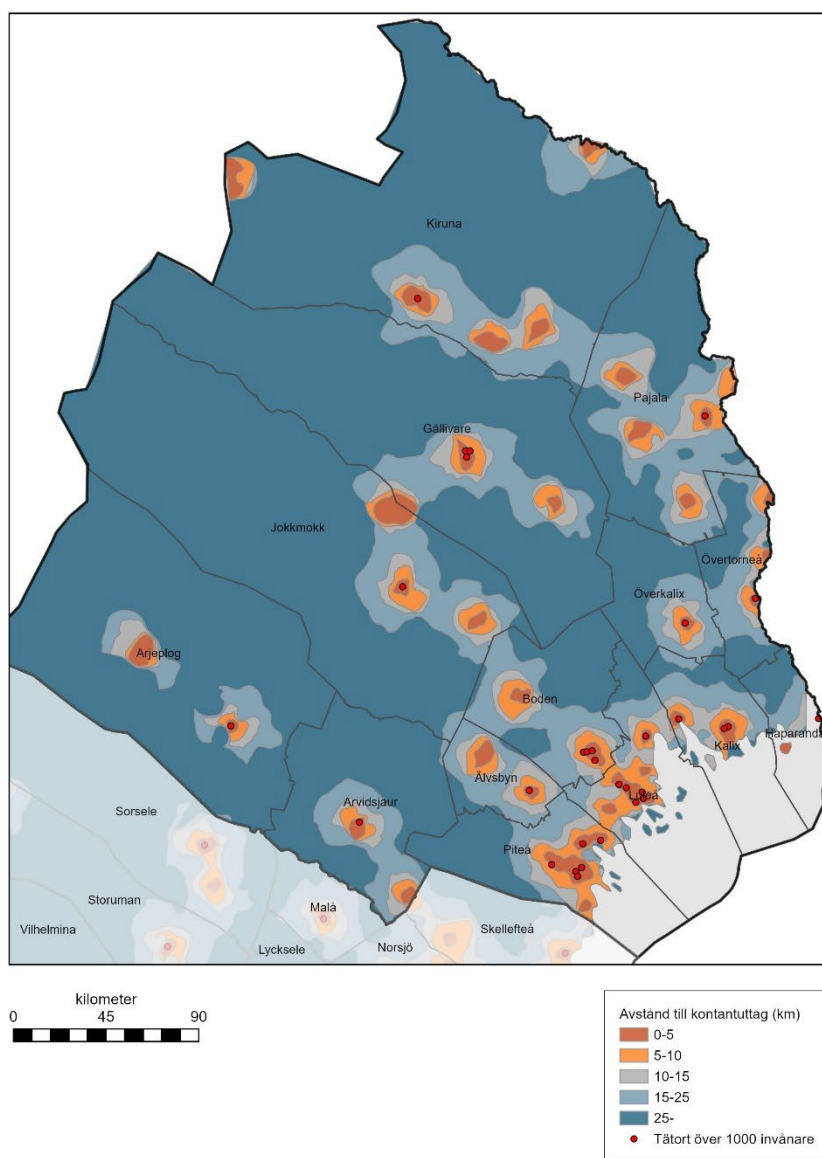 Kiruna
Pajala
Gällivare
Jokkmokk
Övertorneå
Överkalix
Arjeplog
Boden
Haparanda
Kalix
Älvsbyn
Luleå
Arvidsjaur
Sorsele
Piteå
Storuman
Malå
Skellefteå
Vilhelmina
Lycksele
Norsjö
kilometer
0 45 90
Avstånd till kontantuttag (km)
0-5
5-10
10-15
15-25
25-
Tätort över 1000 invånare